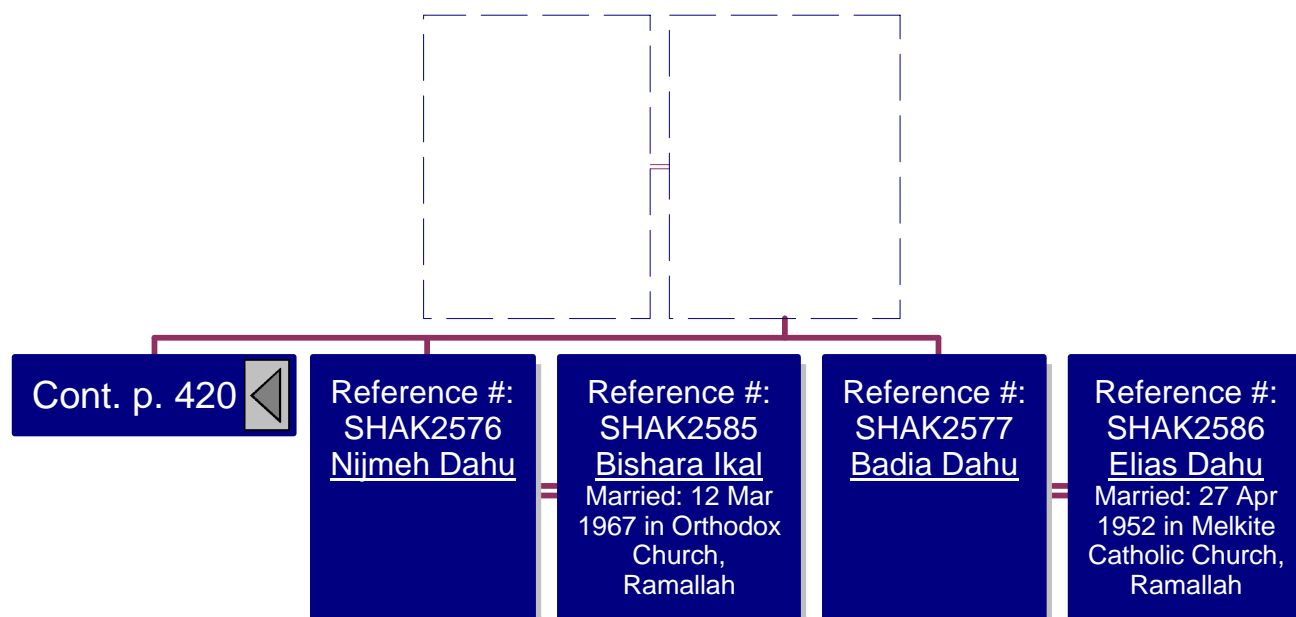 Cont. p. 420
Reference #:
SHAK2576
Nijmeh Dahu
Reference #:
SHAK2585
Bishara Ikal
Married: 12 Mar
1967 in Orthodox
Church,
Ramallah
Reference #:
SHAK2577
Badia Dahu
Reference #:
SHAK2586
Elias Dahu
Married: 27 Apr
1952 in Melkite
Catholic Church,
Ramallah